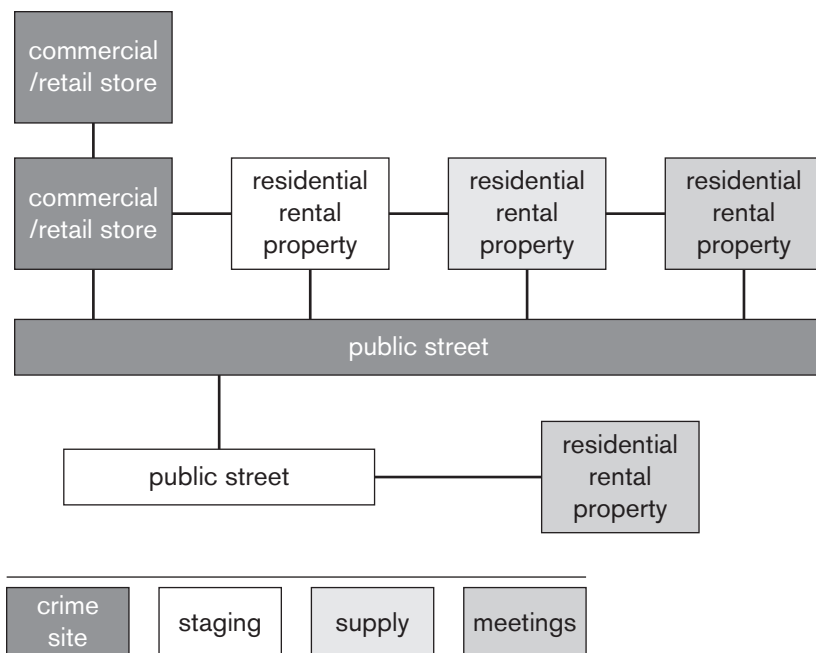 commercial
/retail store
commercial
/retail store
residential
rental
property
residential
rental
property
residential
rental
property
public street
public street
residential
rental
property
crime
site
staging
supply
meetings